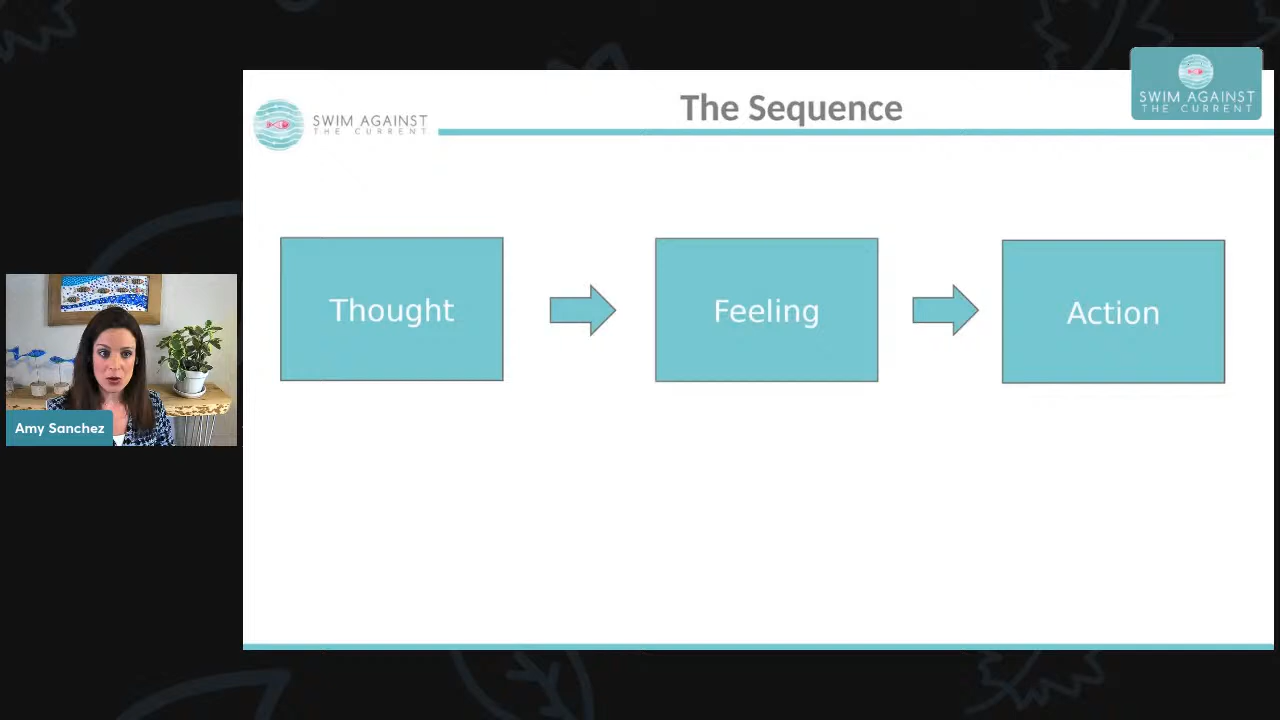 The Sequence
SWIM AGAINST
THE CURRENT
SWIM AGAINST
THE CURRENT
Thought
Feeling
Action
Amy Sanchez